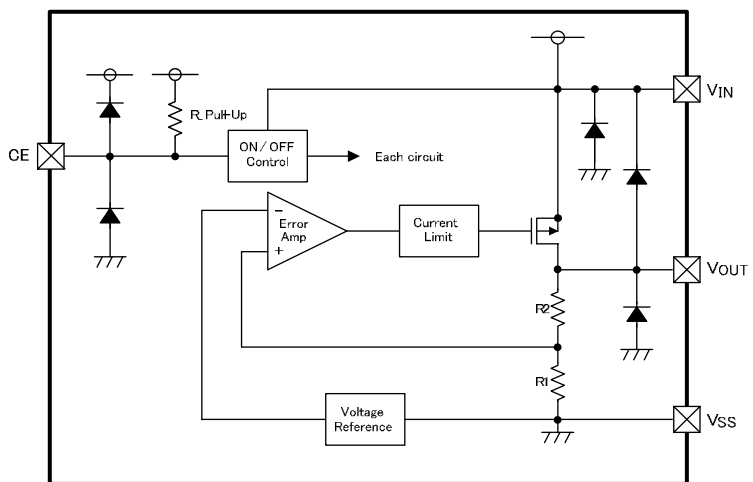 VIN
R_Pull-Up
CE
ON/OFF
Control
Each circuit
−
Error
Amp
+
Current
Limit
VOUT
R2
R1
Voltage
Reference
VSS